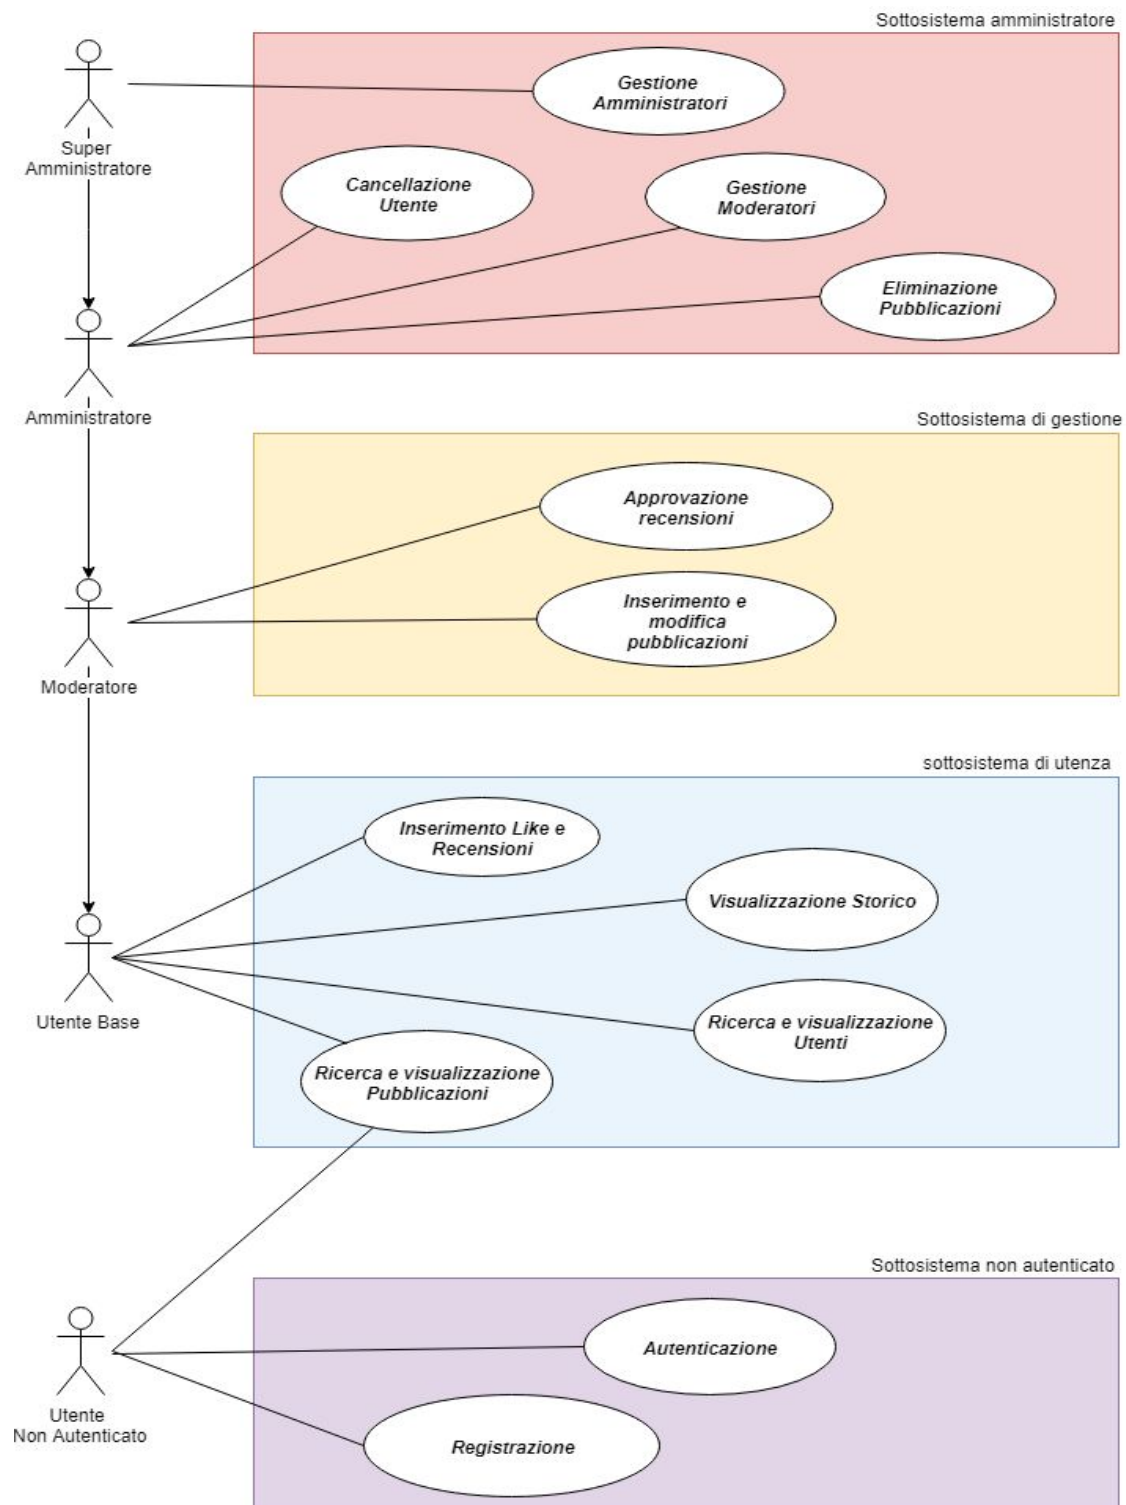 Sottosistema amministratore
Gestione
Amministratori
Super
Amministratore
Cancellazione
Utente
Gestione
Moderatori
Eliminazione
Pubblicazioni
Amministratore
Sottosistema di gestione
Approvazione
recensioni
Inserimento e
modifica
pubblicazioni
Moderatore
sottosistema di utenza
Inserimento Like e
Recensioni
Visualizzazione Storico
Utente Base
Ricerca e visualizzazione
Utenti
Ricerca e visualizzazione
Pubblicazioni
Sottosistema non autenticato
Autenticazione
Utente
Non Autenticato
Registrazione